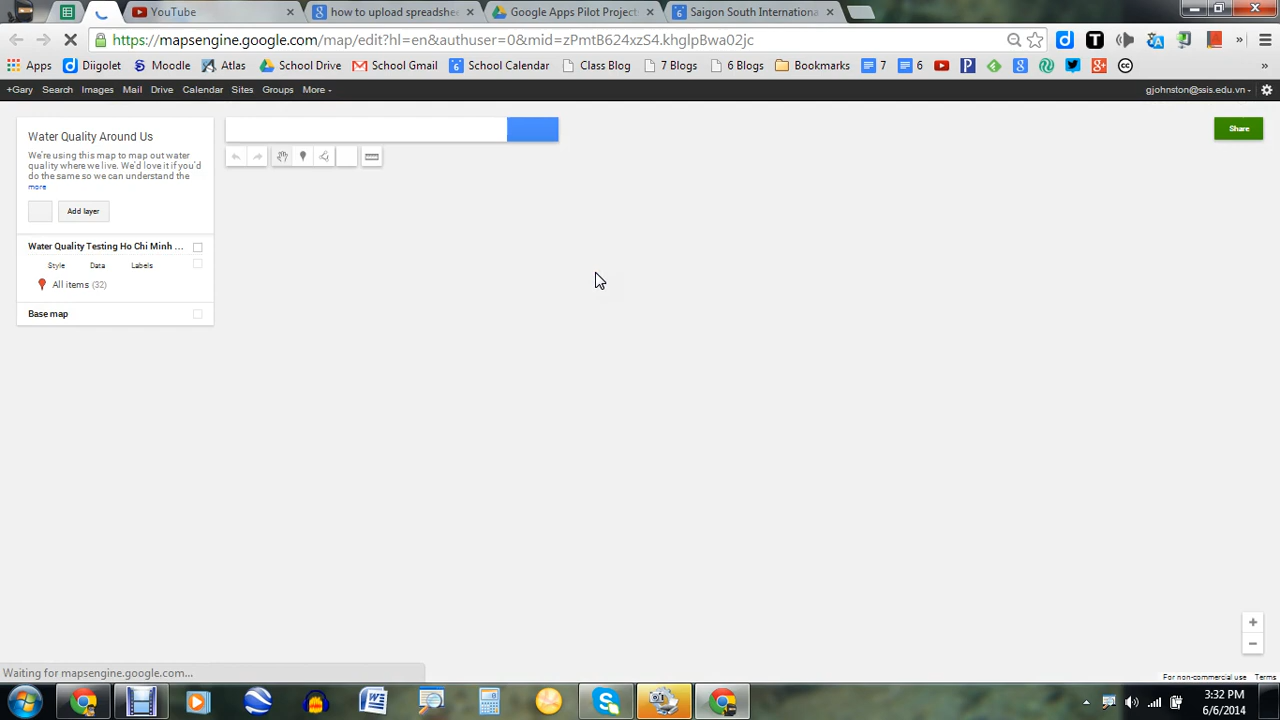 YouTube
how to upload spreadshe
Google Apps Pilot Project
6 Saigon South Internationa
https://mapsengine.google.com/map/edit?hl=en&authuser=0&mid=zPmtB624xzS4.khglpBwa02jc
Apps Diigolet Moodle Atlas School Drive School Gmail 6 School Calendar Class Blog 7 Blogs 6 Blogs Bookmarks 7 6 »
+Gary Search Images Mail Drive Calendar Sites Groups More gjohnston@ssis.edu.vn
Water Quality Around Us
We're using this map to map out water
quality where we live. We'd love it if you'd
do the same so we can understand the
more
Add layer
Share
Water Quality Testing Ho Chi Minh ...
Style Data Labels
All items (32)
Base map
Waiting for mapsengine.google.com...
For non-commercial use Terms
3:32 PM
6/6/2014